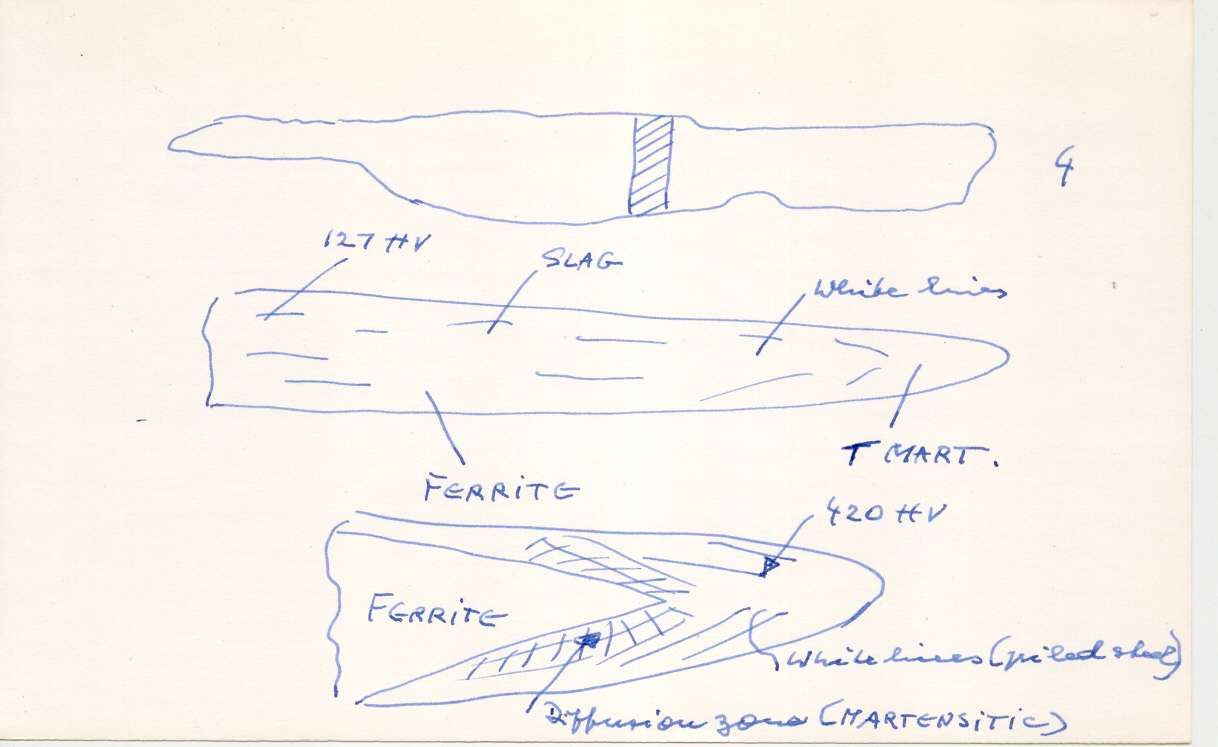 4
127 HV
SLAG
White lines
T MART.
FERRiTE
420 HV
FERRiTE
White lines (piled steel)
Diffusion zone (MARTENSITIC)